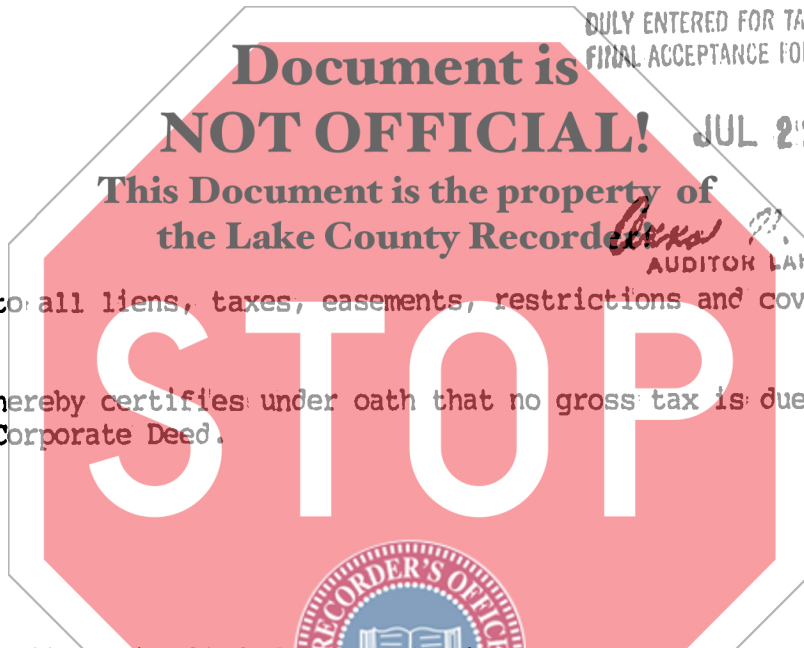 DULY ENTERED FOR TA
FINAL ACCEPTANCE FO
Document is
NOT OFFICIAL!
JUL 2
This Document is the property of
the Lake County Recorder!
AUDITOR LA
to all liens, taxes, easements, restrictions and cov
hereby certifies under oath that no gross tax is due
Corporate Deed.
STOP
RECORDER'S OFFICE